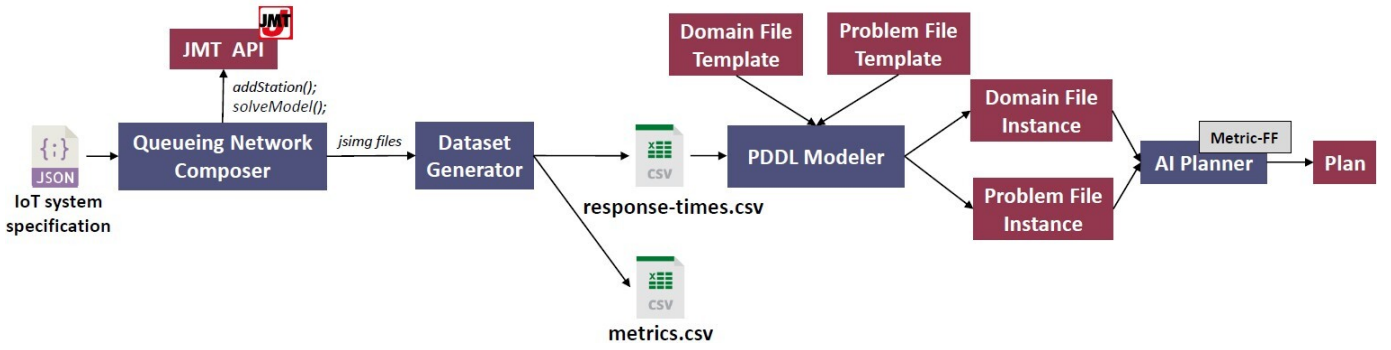 JMT
JMT API
addStation();
solveModel();
{;}
JSON
IoT system
specification
Queueing Network
Composer
jsimg files
Dataset
Generator
X
CSV
response-times.csv
X
CSV
metrics.csv
Domain File
Template
Problem File
Template
PDDL Modeler
Domain File
Instance
Problem File
Instance
Metric-FF
AI Planner
Plan